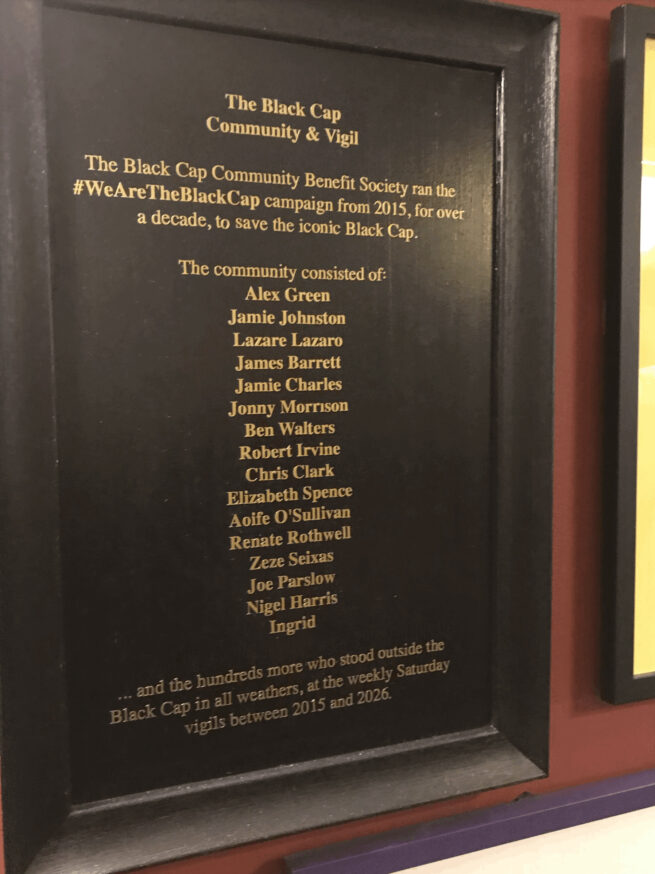 The Black Cap
Community & Vigil
The Black Cap Community Benefit Society ran the
#WeAreTheBlackCap campaign from 2015, for over
a decade, to save the iconic Black Cap.
The community consisted of:
Alex Green
Jamie Johnston
Lazare Lazaro
James Barrett
Jamie Charles
Jonny Morrison
Ben Walters
Robert Irvine
Chris Clark
Elizabeth Spence
Aoife O'Sullivan
Renate Rothwell
Zeze Seixas
Joe Parslow
Nigel Harris
Ingrid
... and the hundreds more who stood outside the
Black Cap in all weathers, at the weekly Saturday
vigils between 2015 and 2026.